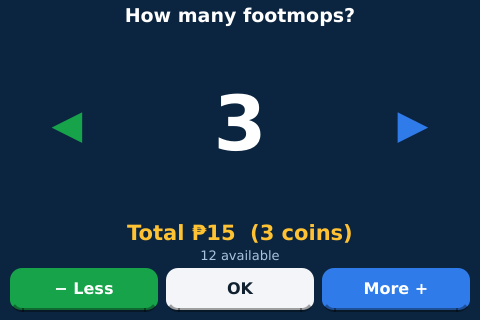 How many footmops?
3
Total ₱15 (3 coins)
12 available
− Less
OK
More +